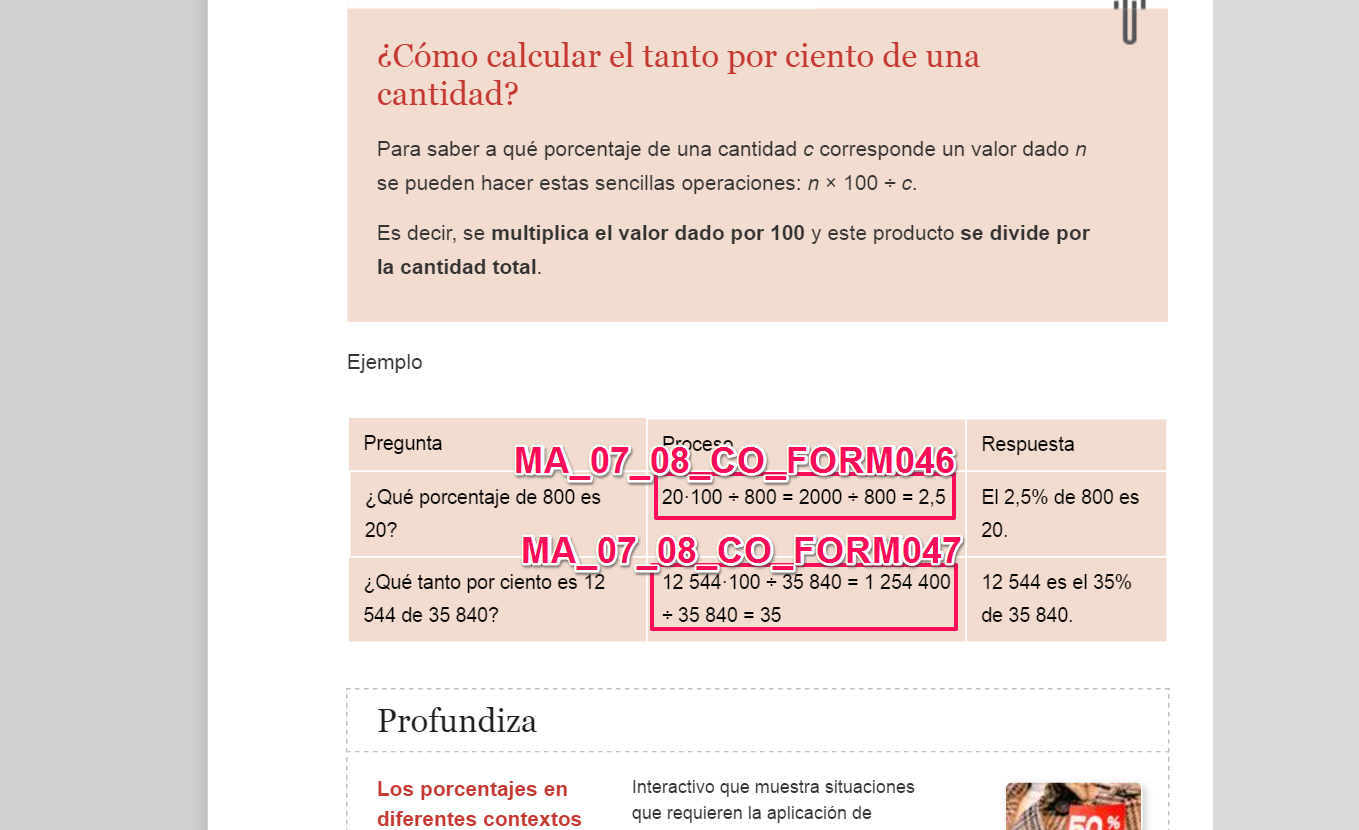 ¿Cómo calcular el tanto por ciento de una
cantidad?
Para saber a qué porcentaje de una cantidad c corresponde un valor dado n
se pueden hacer estas sencillas operaciones: n × 100 ÷ c.
Es decir, se multiplica el valor dado por 100 y este producto se divide por
la cantidad total.
Ejemplo
Pregunta
Proceso
Respuesta
MA_07_08_CO_FORM046
¿Qué porcentaje de 800 es
20?
20·100 ÷ 800 = 2000 ÷ 800 = 2,5
El 2,5% de 800 es
20.
MA_07_08_CO_FORM047
¿Qué tanto por ciento es 12
544 de 35 840?
12 544·100 ÷ 35 840 = 1 254 400
÷ 35 840 = 35
12 544 es el 35%
de 35 840.
Profundiza
Los porcentajes en
diferentes contextos
Interactivo que muestra situaciones
que requieren la aplicación de
50 %